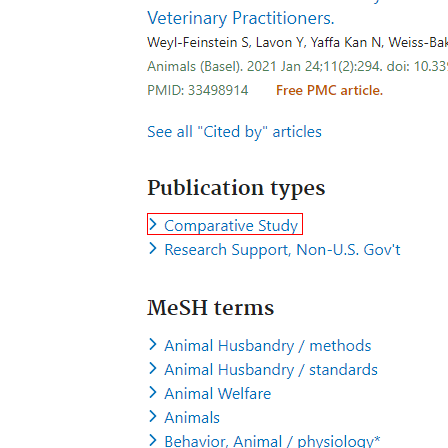 Veterinary Practitioners.
Weyl-Feinstein S, Lavon Y, Yaffa Kan N, Weiss-Bak
Animals (Basel). 2021 Jan 24;11(2):294. doi: 10.339
PMID: 33498914 Free PMC article.
See all "Cited by" articles
Publication types
Comparative Study
Research Support, Non-U.S. Gov't
MeSH terms
Animal Husbandry / methods
Animal Husbandry / standards
Animal Welfare
Animals
Behavior, Animal / physiology*